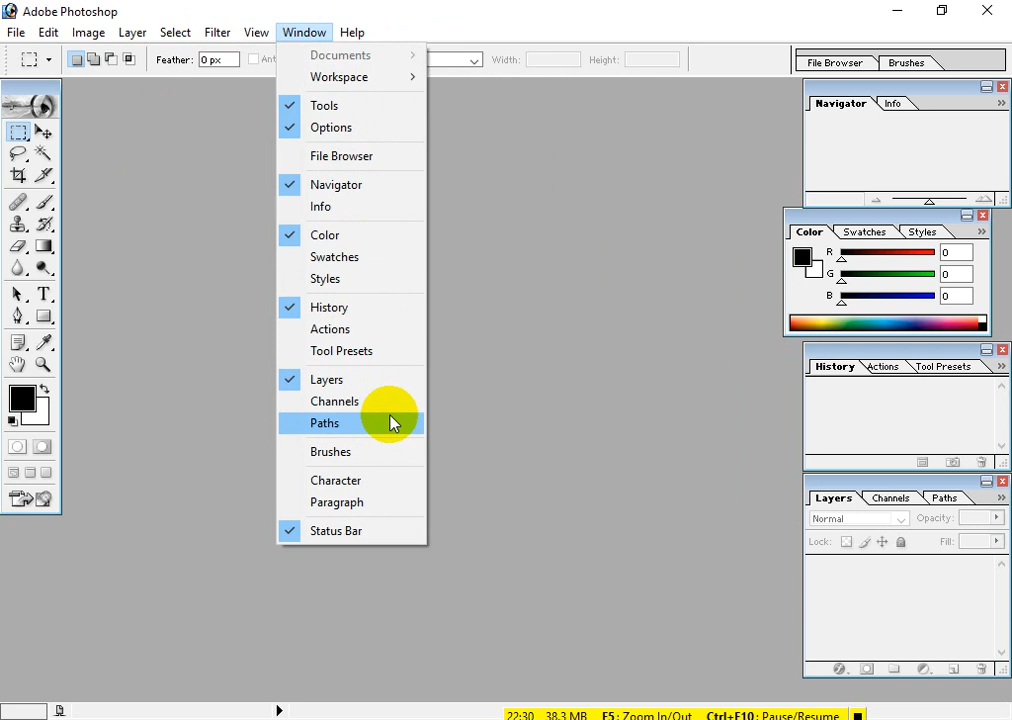 Adobe Photoshop
File Edit Image Layer Select Filter View Window Help
Feather: 0 px Ant Width: Height: File Browser Brushes
Documents
Workspace
Tools
Options
File Browser
Navigator
Info
Color
Swatches
Styles
History
Actions
Tool Presets
Layers
Channels
Paths
Brushes
Character
Paragraph
Status Bar
Navigator Info
Color Swatches Styles
R 0
G 0
B 0
History Actions Tool Presets
Layers Channels Paths
Normal Opacity:
Lock: Fill:
22:30 38.3 MB F5: Zoom In/Out Ctrl+F10: Pause/Resume